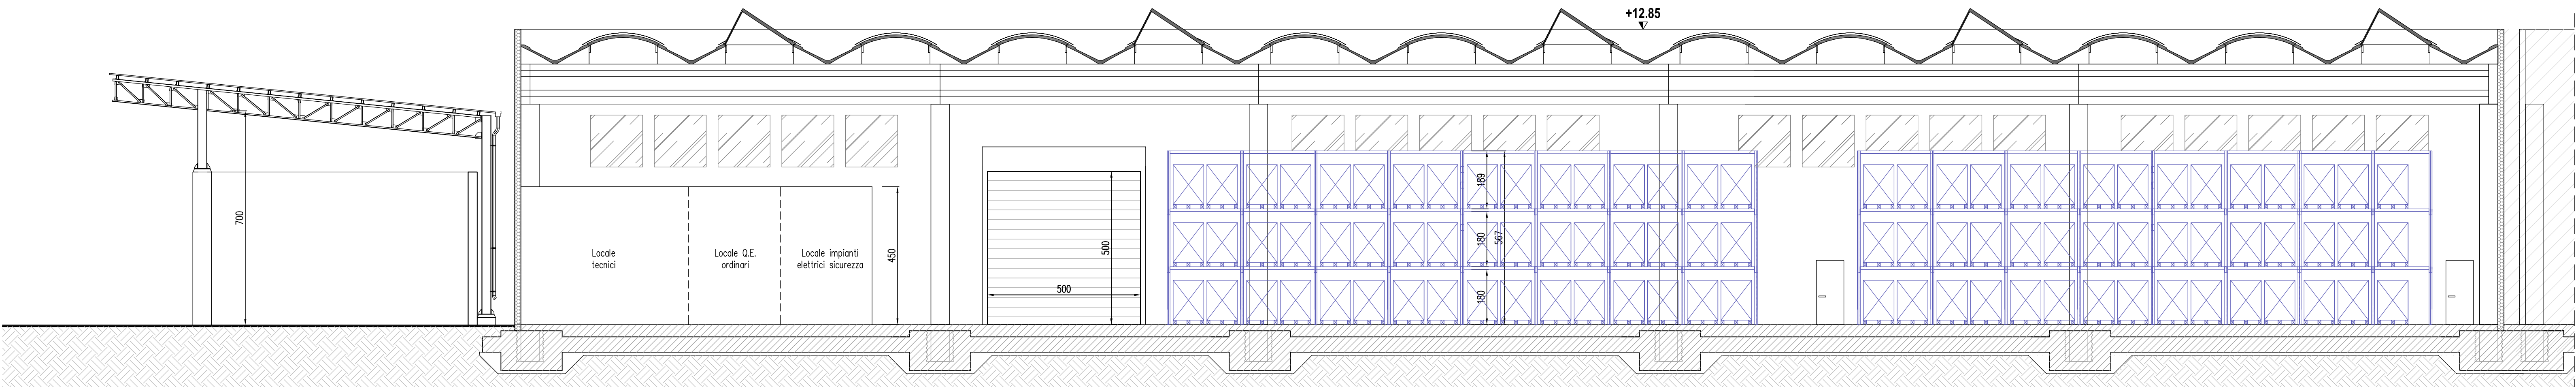 +12.85
700
Locale
tecnici
Locale Q.E.
ordinari
Locale impianti
elettrici sicurezza
450
500
500
189
180
567
180